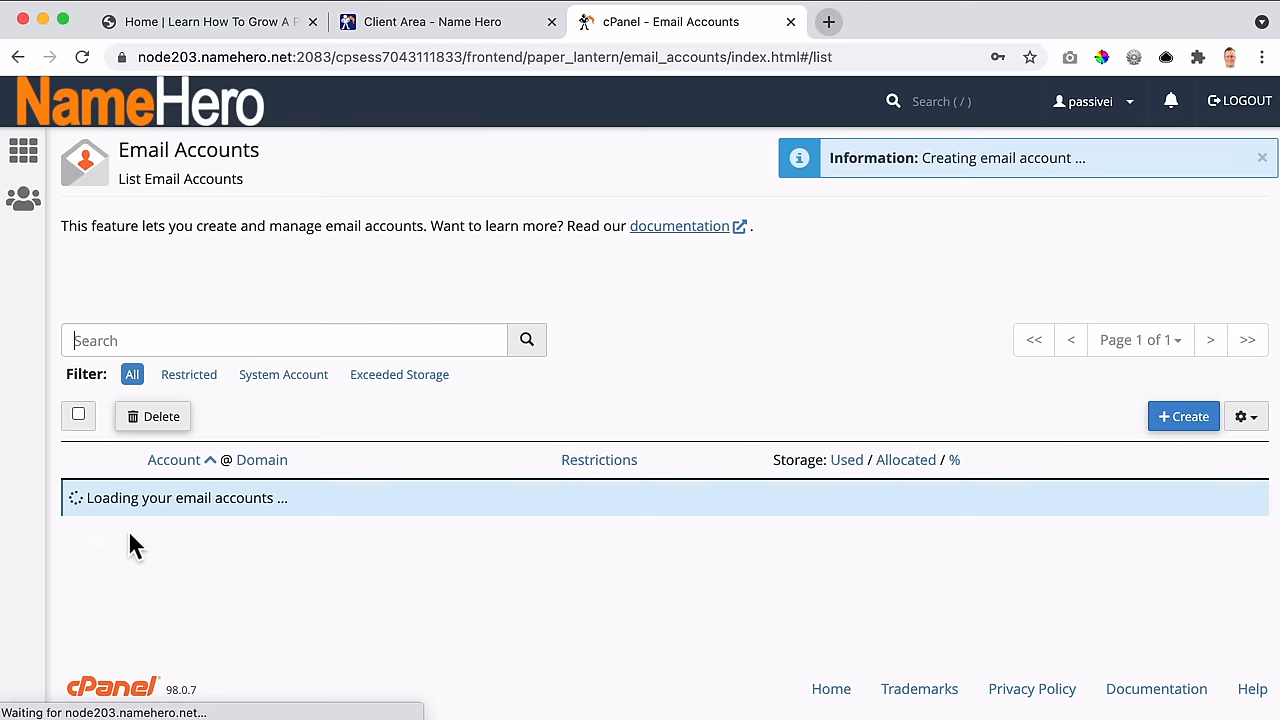 Home | Learn How To Grow A P
Client Area - Name Hero
cPanel - Email Accounts
node203.namehero.net:2083/cpsess7043111833/frontend/paper_lantern/email_accounts/index.html#/list
NameHero
Search ( / )
passivei
LOGOUT
Email Accounts
List Email Accounts
Information: Creating email account ...
This feature lets you create and manage email accounts. Want to learn more? Read our documentation .
Search
<< < Page 1 of 1 > >>
Filter: All Restricted System Account Exceeded Storage
Delete
+ Create
Account @ Domain Restrictions Storage: Used / Allocated / %
Loading your email accounts ...
cPanel 98.0.7
Home Trademarks Privacy Policy Documentation Help
Waiting for node203.namehero.net...